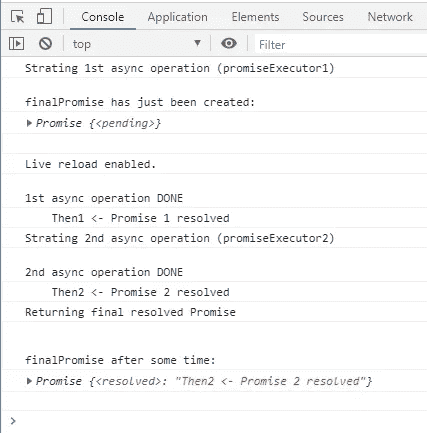 Console Application Elements Sources Network
top Filter
Strating 1st async operation (promiseExecutor1)
finalPromise has just been created:
Promise {<pending>}
Live reload enabled.
1st async operation DONE
Then1 <- Promise 1 resolved
Strating 2nd async operation (promiseExecutor2)
2nd async operation DONE
Then2 <- Promise 2 resolved
Returning final resolved Promise
finalPromise after some time:
Promise {<resolved>: "Then2 <- Promise 2 resolved"}
>